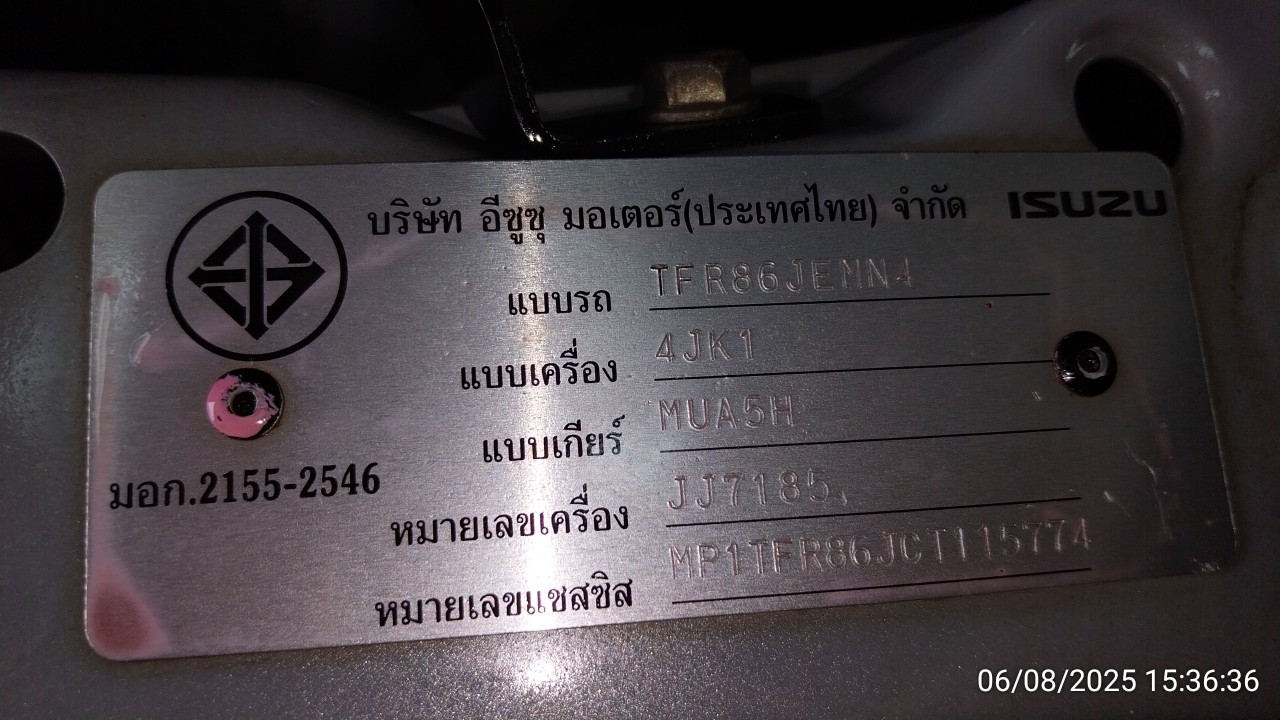 บริษัท อีซูซุ มอเตอร์(ประเทศไทย) จำกัด ISUZU
แบบรถ TFR86JEMN4
แบบเครื่อง 4JK1
แบบเกียร์ MUA5H
มอก.2155-2546
หมายเลขเครื่อง JJ7185,
หมายเลขแชสซิส MP1TFR86JCT115774
06/08/2025 15:36:36